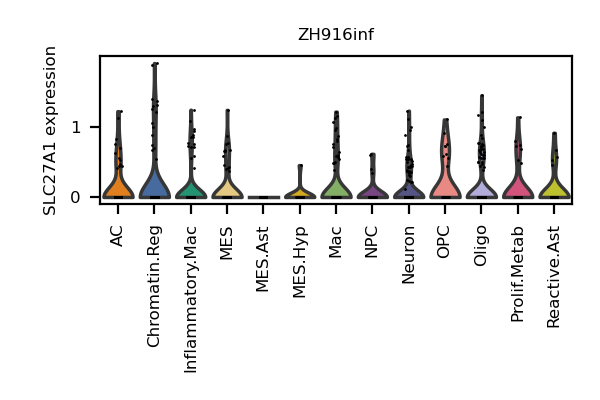 ZH916inf
SLC27A1 expression
1
0
AC
Chromatin.Reg
Inflammatory.Mac
MES
MES.Ast
MES.Hyp
Mac
NPC
Neuron
OPC
Oligo
Prolif.Metab
Reactive.Ast